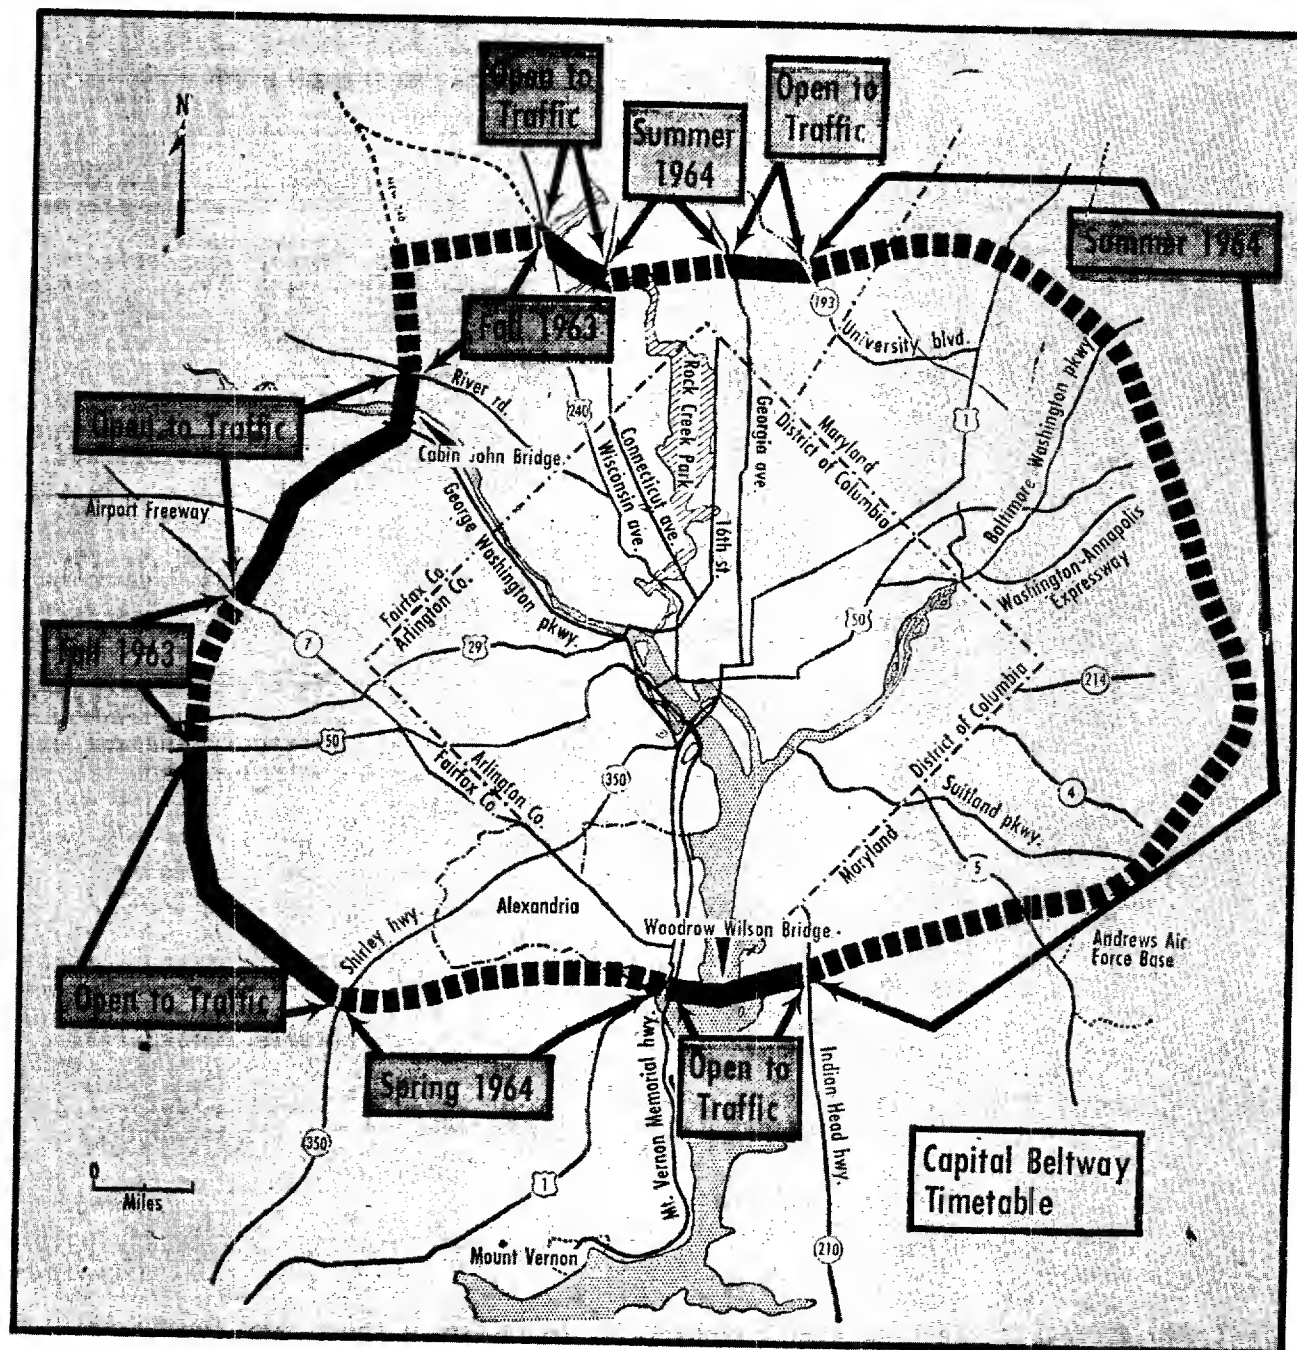 Open to
Traffic
Summer
1964
Open to
Traffic
N
Summer 1964
Fall 1963
193
University blvd.
River rd.
Open to Traffic
240
Rock Creek Park
Georgia ave.
Maryland
District of Columbia
1
Baltimore Washington pkwy.
Cabin John Bridge
Connecticut ave.
Wisconsin ave.
16th st.
Airport Freeway
George Washington pkwy.
Fairfax Co.
Arlington Co.
Washington-Annapolis
Expressway
50
Fall 1963
7
29
214
50
District of Columbia
Maryland
Arlington Co.
Fairfax Co.
350
4
Suitland pkwy.
5
Alexandria
Shirley hwy.
Woodrow Wilson Bridge
Andrews Air
Force Base
Open to Traffic
Spring 1964
Mt. Vernon Memorial hwy.
Open to
Traffic
Indian Head hwy.
350
1
Capital Beltway
Timetable
0
Miles
Mount Vernon
210